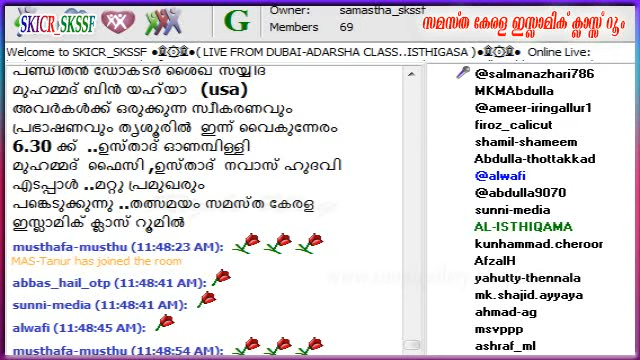 SKICR_SKSSF
G
Owner: samastha_skssf
Members 69
സമസ്ത കേരള ഇസ്ലാമിക് ക്ലാസ്സ് റൂം
Welcome to SKICR_SKSSF ●۩۞۩●( LIVE FROM DUBAI-ADARSHA CLASS..ISTHIGASA )●۩۞۩● Online Live:
പണ്ഡിതന്‍ ഡോകടര്‍ ശൈഖ സയ്യിദ
മുഹമ്മദ് ബിന്‍ യഹ്‌യാ (usa)
അവര്‍കള്‍ക്ക് ഒരുക്കുന്ന സ്വീകരണവും
പ്രഭാഷണവും തൃശൂരില്‍ ഇന്ന് വൈകുന്നേരം
6.30 ക്ക് ..ഉസ്താദ് ഓണമ്പിള്ളി
മുഹമ്മദ് ഫൈസി ,ഉസ്താദ് നവാസ് ഹുദവി
എടപ്പാള്‍ ..മറ്റു പ്രമുഖരും
പങ്കെടുക്കുന്നു ..തത്സമയം സമസ്ത കേരള
ഇസ്ലാമിക് ക്ലാസ് റൂമില്‍
musthafa-musthu (11:48:23 AM):
MAS-Tanur has joined the room
abbas_hail_otp (11:48:41 AM):
sunni-media (11:48:41 AM):
alwafi (11:48:45 AM):
musthafa-musthu (11:48:54 AM):
@salmanazhari786
MKMAbdulla
@ameer-iringallur1
firoz_calicut
shamil-shameem
Abdulla-thottakkad
@alwafi
@abdulla9070
sunni-media
AL-ISTHIQAMA
kunhammad.cheroor
AfzalH
yahutty-thennala
mk.shajid.ayyaya
ahmad-ag
msvppp
ashraf_ml